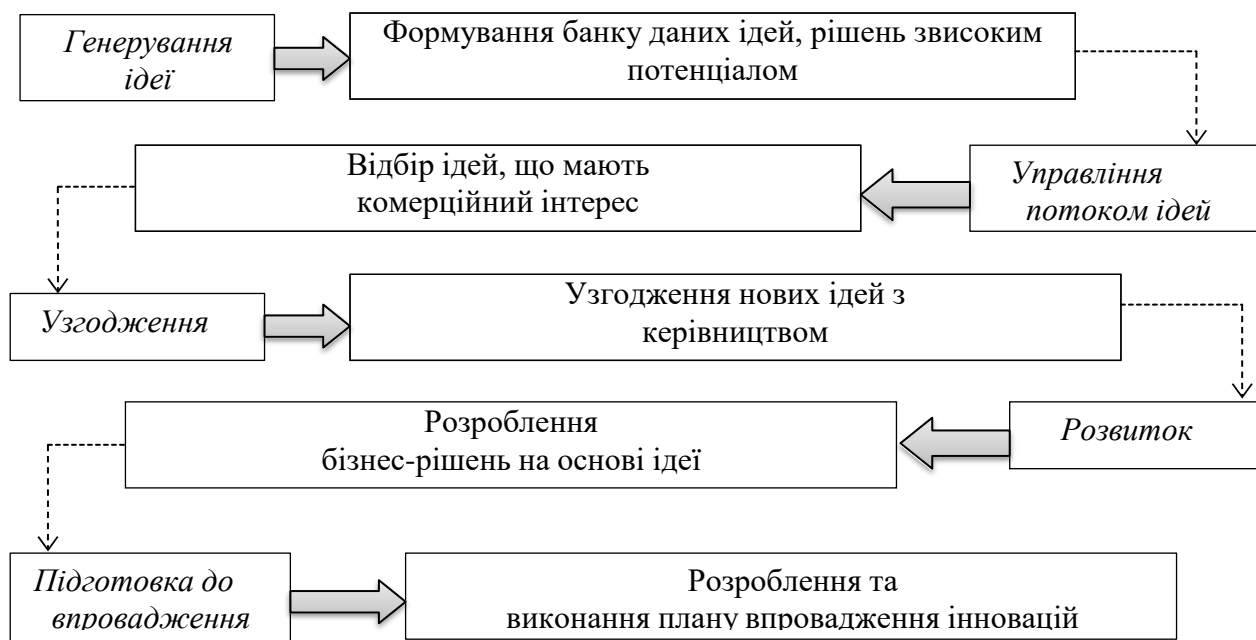 Генерування
ідеї
Формування банку даних ідей, рішень звисоким
потенціалом
Відбір ідей, що мають
комерційний інтерес
Управління
потоком ідей
Узгодження
Узгодження нових ідей з
керівництвом
Розроблення
бізнес-рішень на основі ідеї
Розвиток
Підготовка до
впровадження
Розроблення та
виконання плану впровадження інновацій